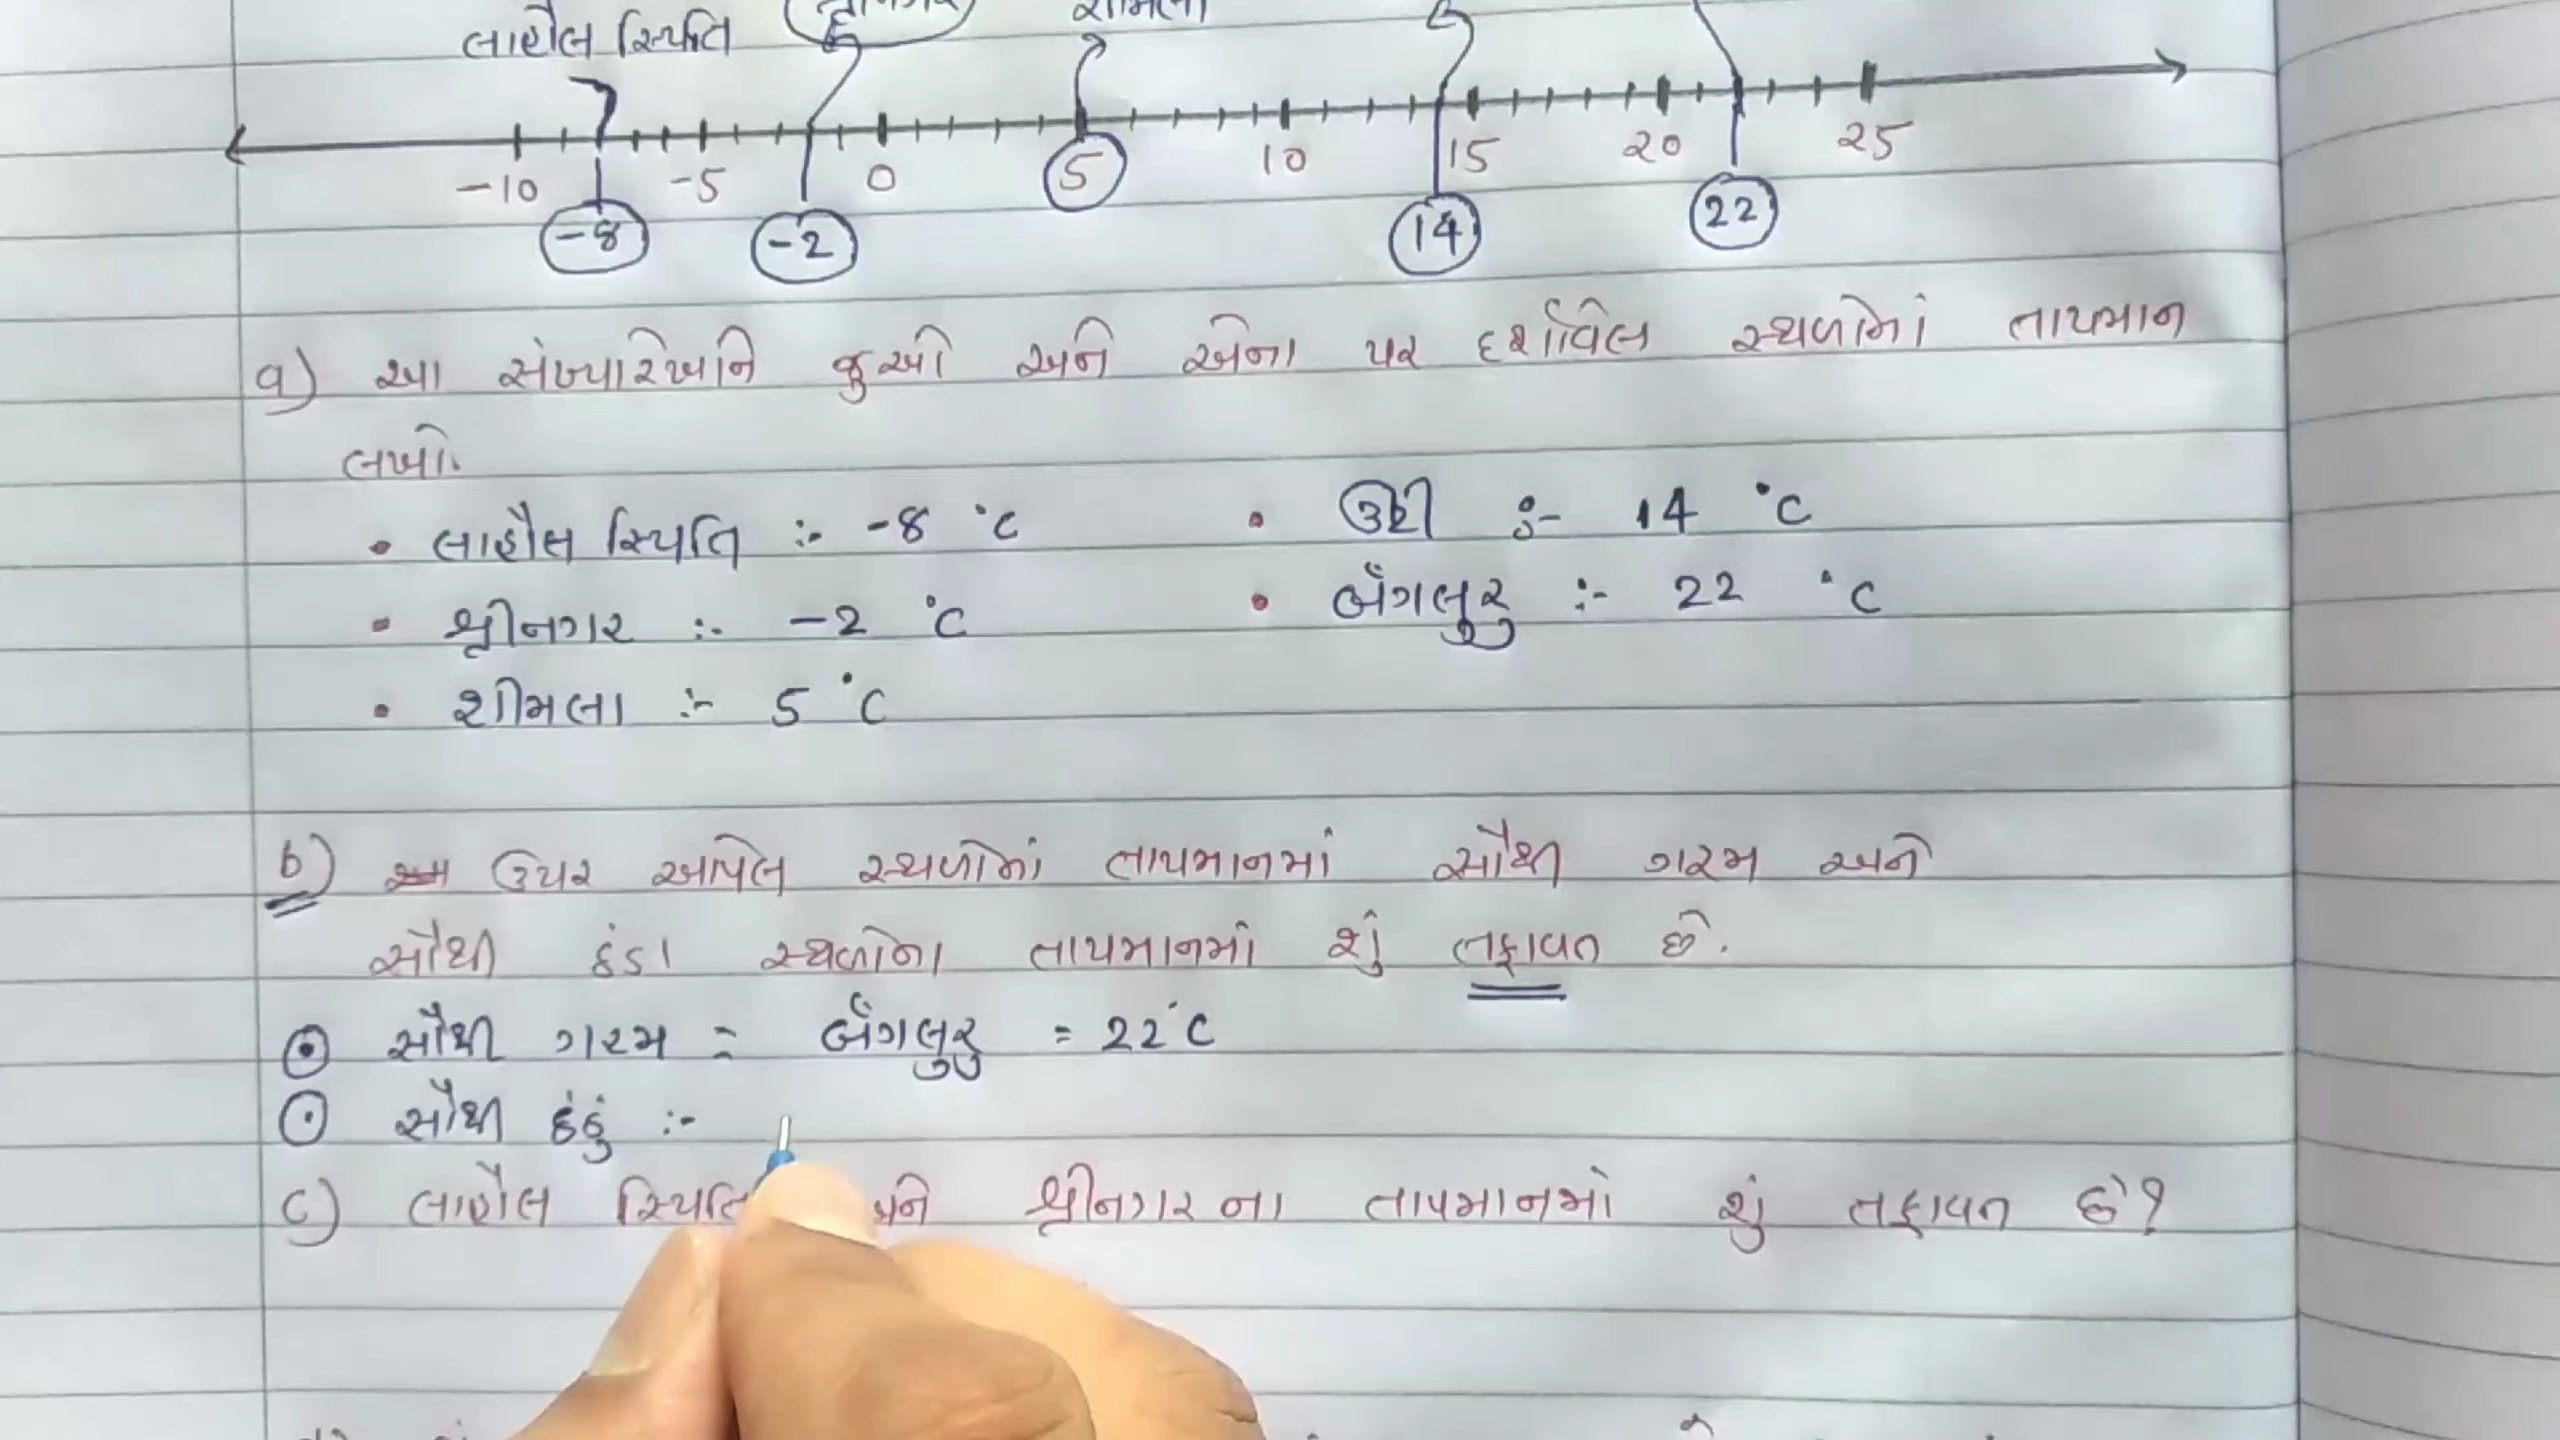 લાહૌલ સ્પિતિ
-10 -5 0 5 10 15 20 25
-8 -2 14 22
a) આ સંખ્યારેખાને જુઓ અને એના પર દર્શાવેલ સ્થળોમાં તાપમાન
લખો.
• લાહૌલ સ્પિતિ :- -8 °C • ઉટી :- 14 °C
• શ્રીનગર :- -2 °C • બેંગલુરુ :- 22 °C
• શીમલા :- 5 °C
b) ઉપર આપેલ સ્થળોમાં તાપમાનમાં સૌથી ગરમ અને
સૌથી ઠંડા સ્થળોના તાપમાનમાં શું તફાવત છે.
સૌથી ગરમ = બેંગલુરુ = 22°C
સૌથી ઠંડું :-
c) લાહૌલ સ્પિતિ શ્રીનગરના તાપમાનમાં શું તફાવત છે?